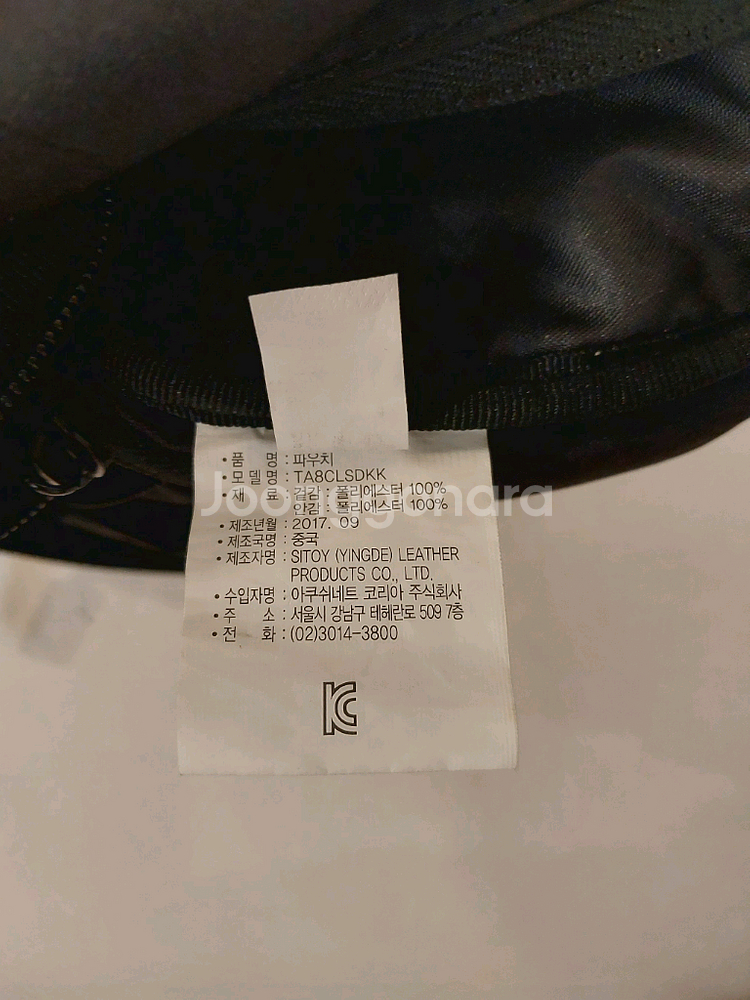 • 품 명 : 파우치
• 모 델 명 : TA8CLSDKK
• 재 료 : 겉감 : 폴리에스터 100%
안감 : 폴리에스터 100%
• 제조년월 : 2017. 09
• 제조국명 : 중국
• 제조자명 : SITOY (YINGDE) LEATHER
PRODUCTS CO., LTD.
• 수입자명 : 아쿠쉬네트 코리아 주식회사
• 주 소 : 서울시 강남구 테헤란로 509 7층
• 전 화 : (02)3014-3800
KC
Joonggonara